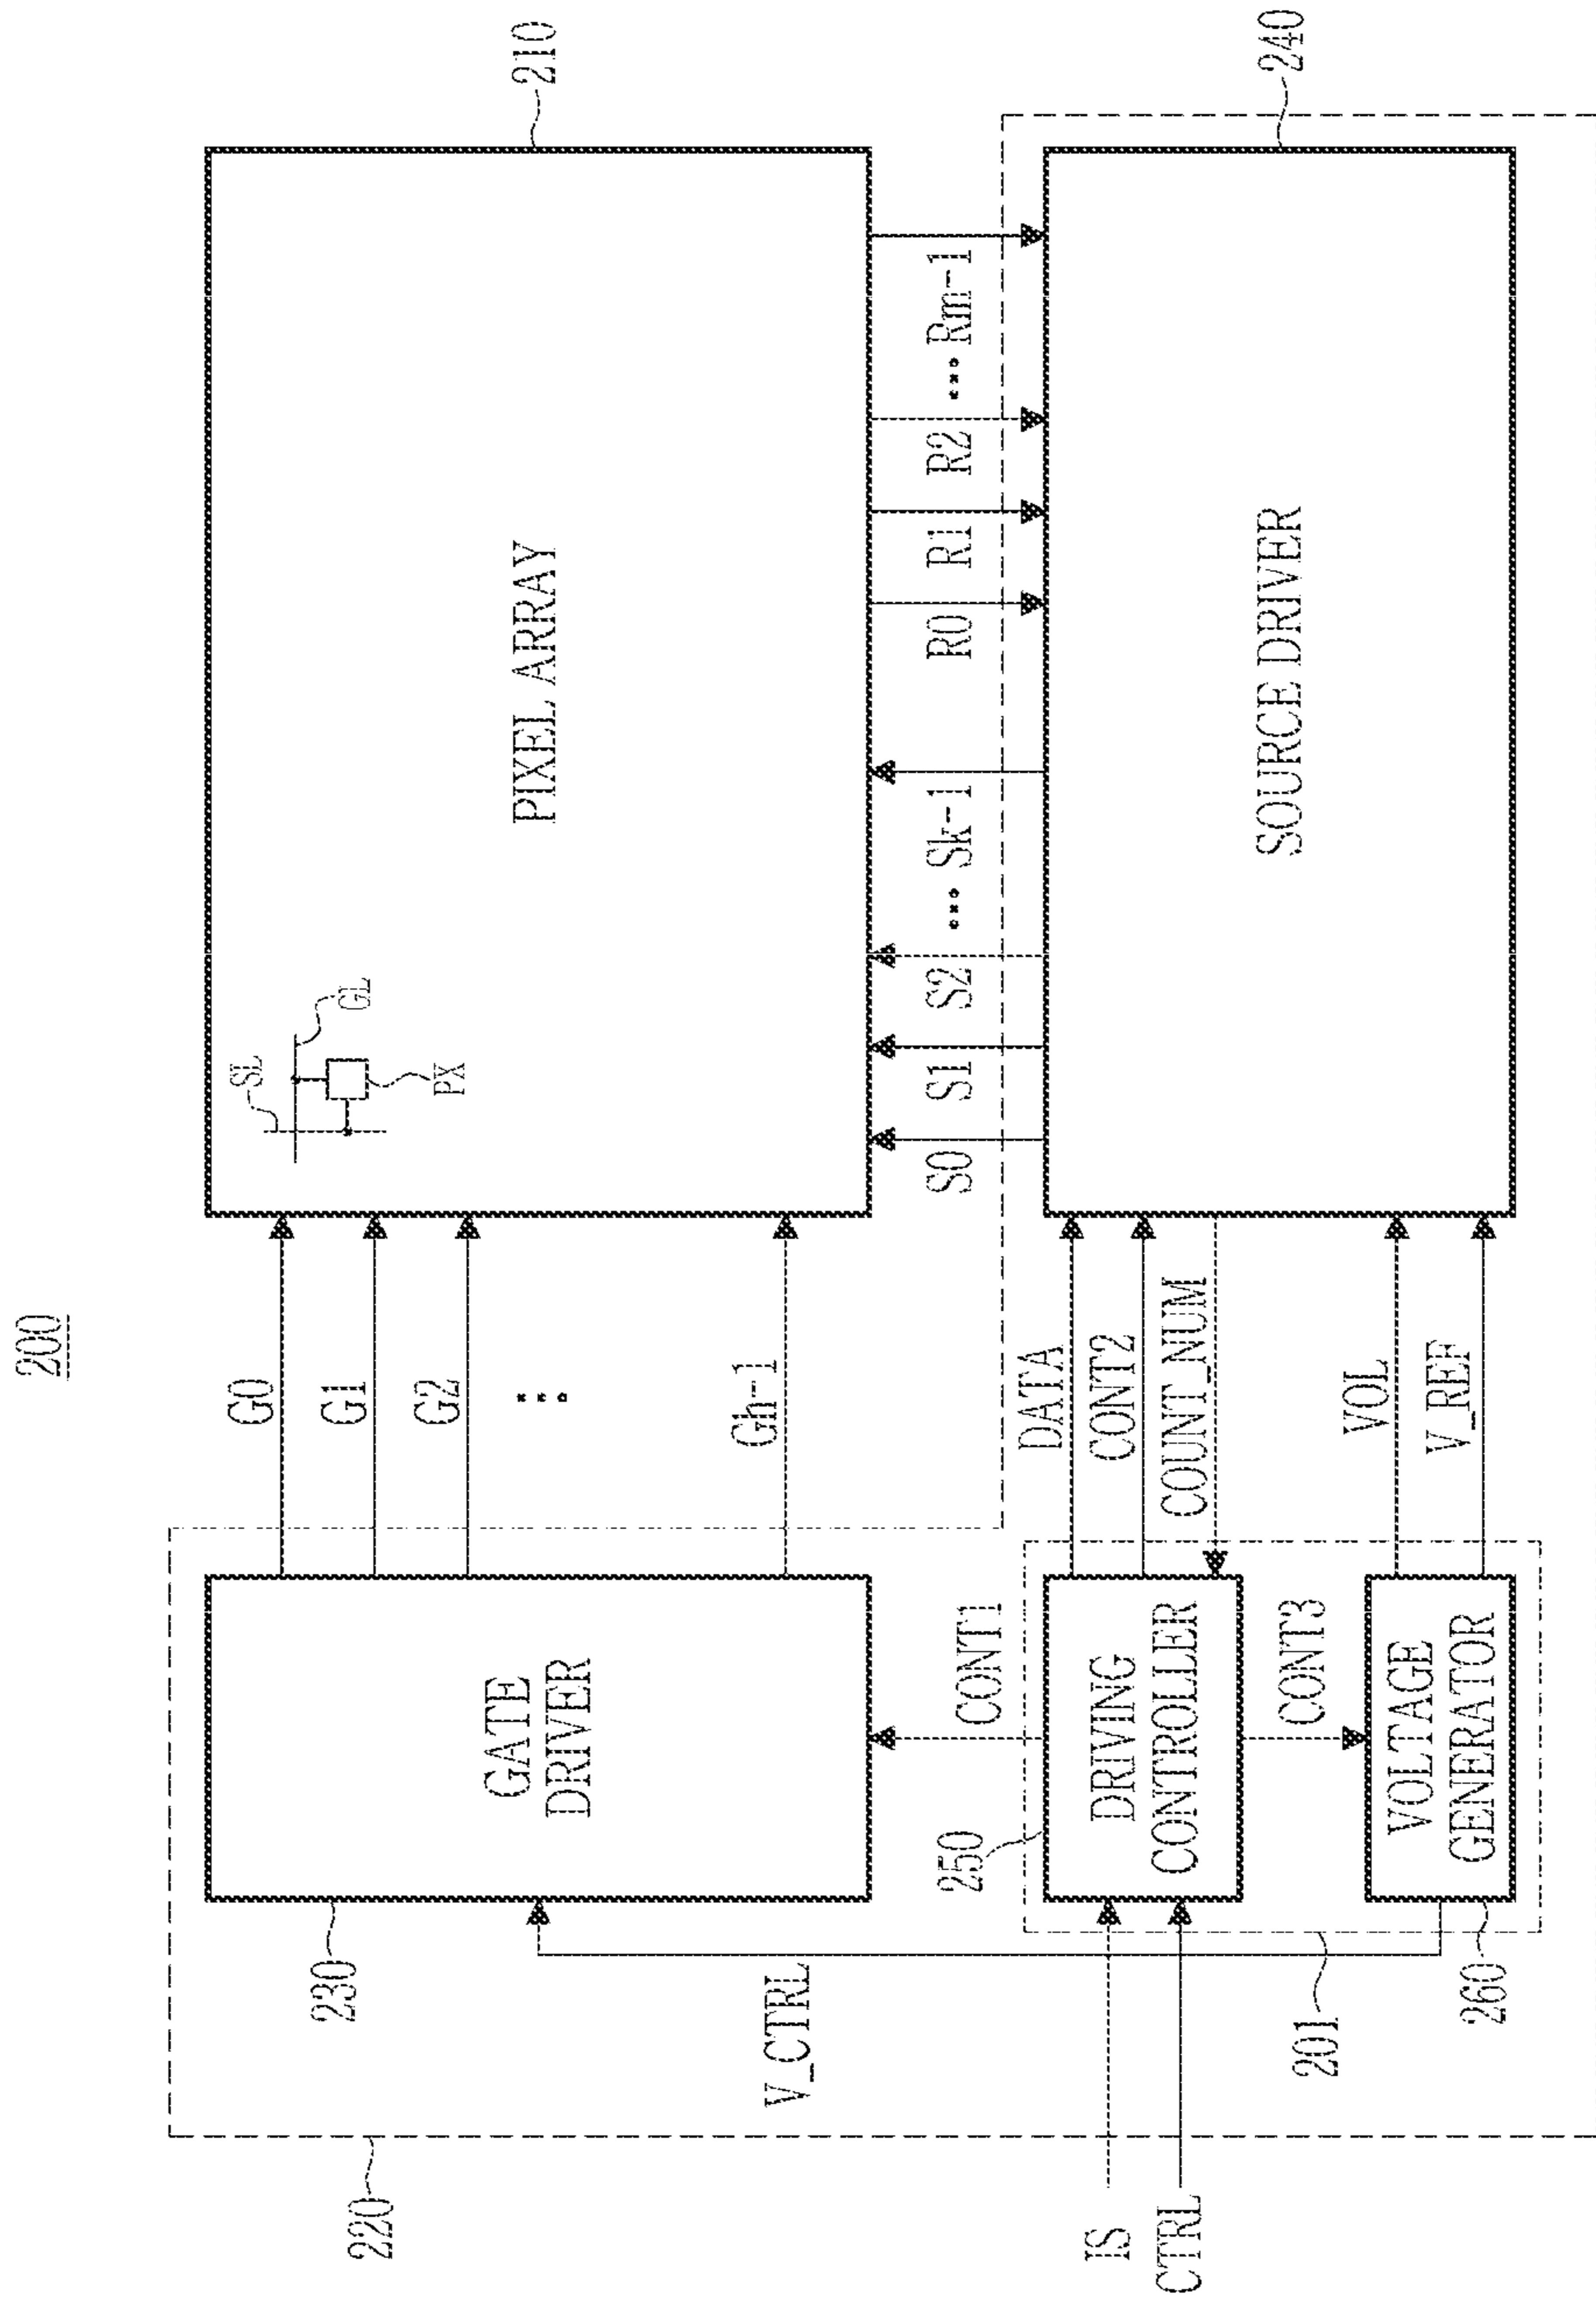 200
220
230
GATE
DRIVER
G0
G1
G2
Gh-1
SL
GL
PX
PIXEL ARRAY
210
V_CTRL
CONT1
S0
S1
S2
Sk-1
R0
R1
R2
Rm-1
IS
CTRL
250
DRIVING
CONTROLLER
DATA
CONT2
COUNT_NUM
CONT3
201
260
VOLTAGE
GENERATOR
VOL
V_REF
SOURCE DRIVER
240